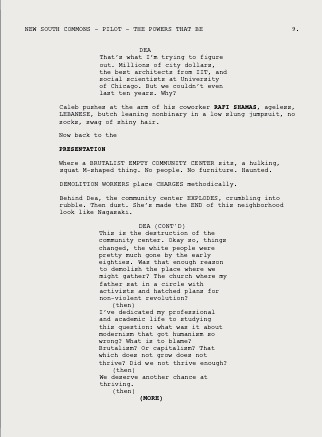 NEW SOUTH COMMONS - PILOT - THE POWERS THAT BE 9.
DEA
That's what I'm trying to figure
out. Millions of city dollars,
the best architects from IIT, and
social scientists at University
of Chicago. But we couldn't even
last ten years. Why?
Caleb pushes at the arm of his coworker RAFI SHAMAS, ageless,
LEBANESE, butch leaning nonbinary in a low slung jumpsuit, no
socks, swag of shiny hair.
Now back to the
PRESENTATION
Where a BRUTALIST EMPTY COMMUNITY CENTER sits, a hulking,
squat M-shaped thing. No people. No furniture. Haunted.
DEMOLITION WORKERS place CHARGES methodically.
Behind Dea, the community center EXPLODES, crumbling into
rubble. Then dust. She's made the END of this neighborhood
look like Nagasaki.
DEA (CONT'D)
This is the destruction of the
community center. Okay so, things
changed, the white people were
pretty much gone by the early
eighties. Was that enough reason
to demolish the place where we
might gather? The church where my
father sat in a circle with
activists and hatched plans for
non-violent revolution?
(then)
I've dedicated my professional
and academic life to studying
this question: what was it about
modernism that got humanism so
wrong? What is to blame?
Brutalism? Or capitalism? That
which does not grow does not
thrive? Did we not thrive enough?
(then)
We deserve another chance at
thriving.
(then)
(MORE)